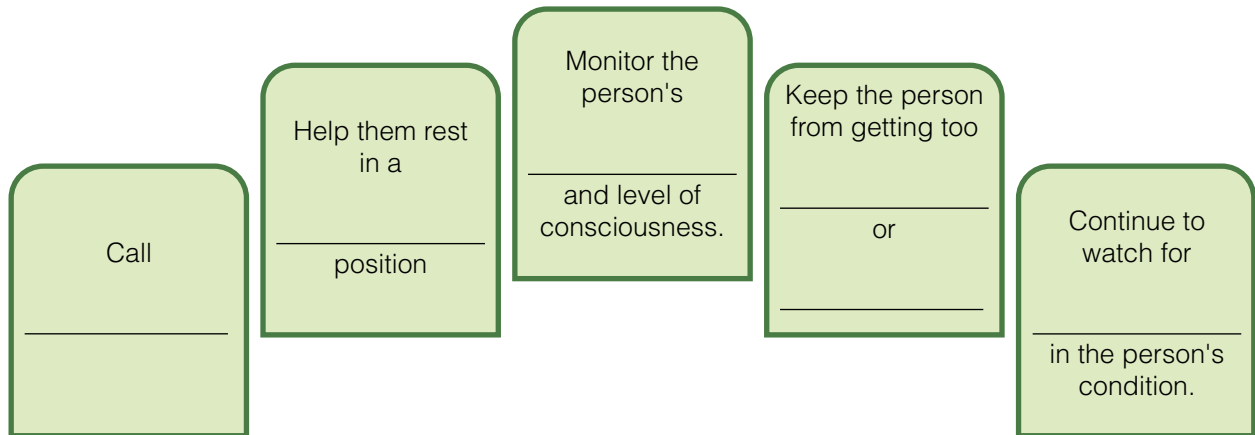 Call
Help them rest
in a
position
Monitor the
person's
and level of
consciousness.
Keep the person
from getting too
or
Continue to
watch for
in the person's
condition.